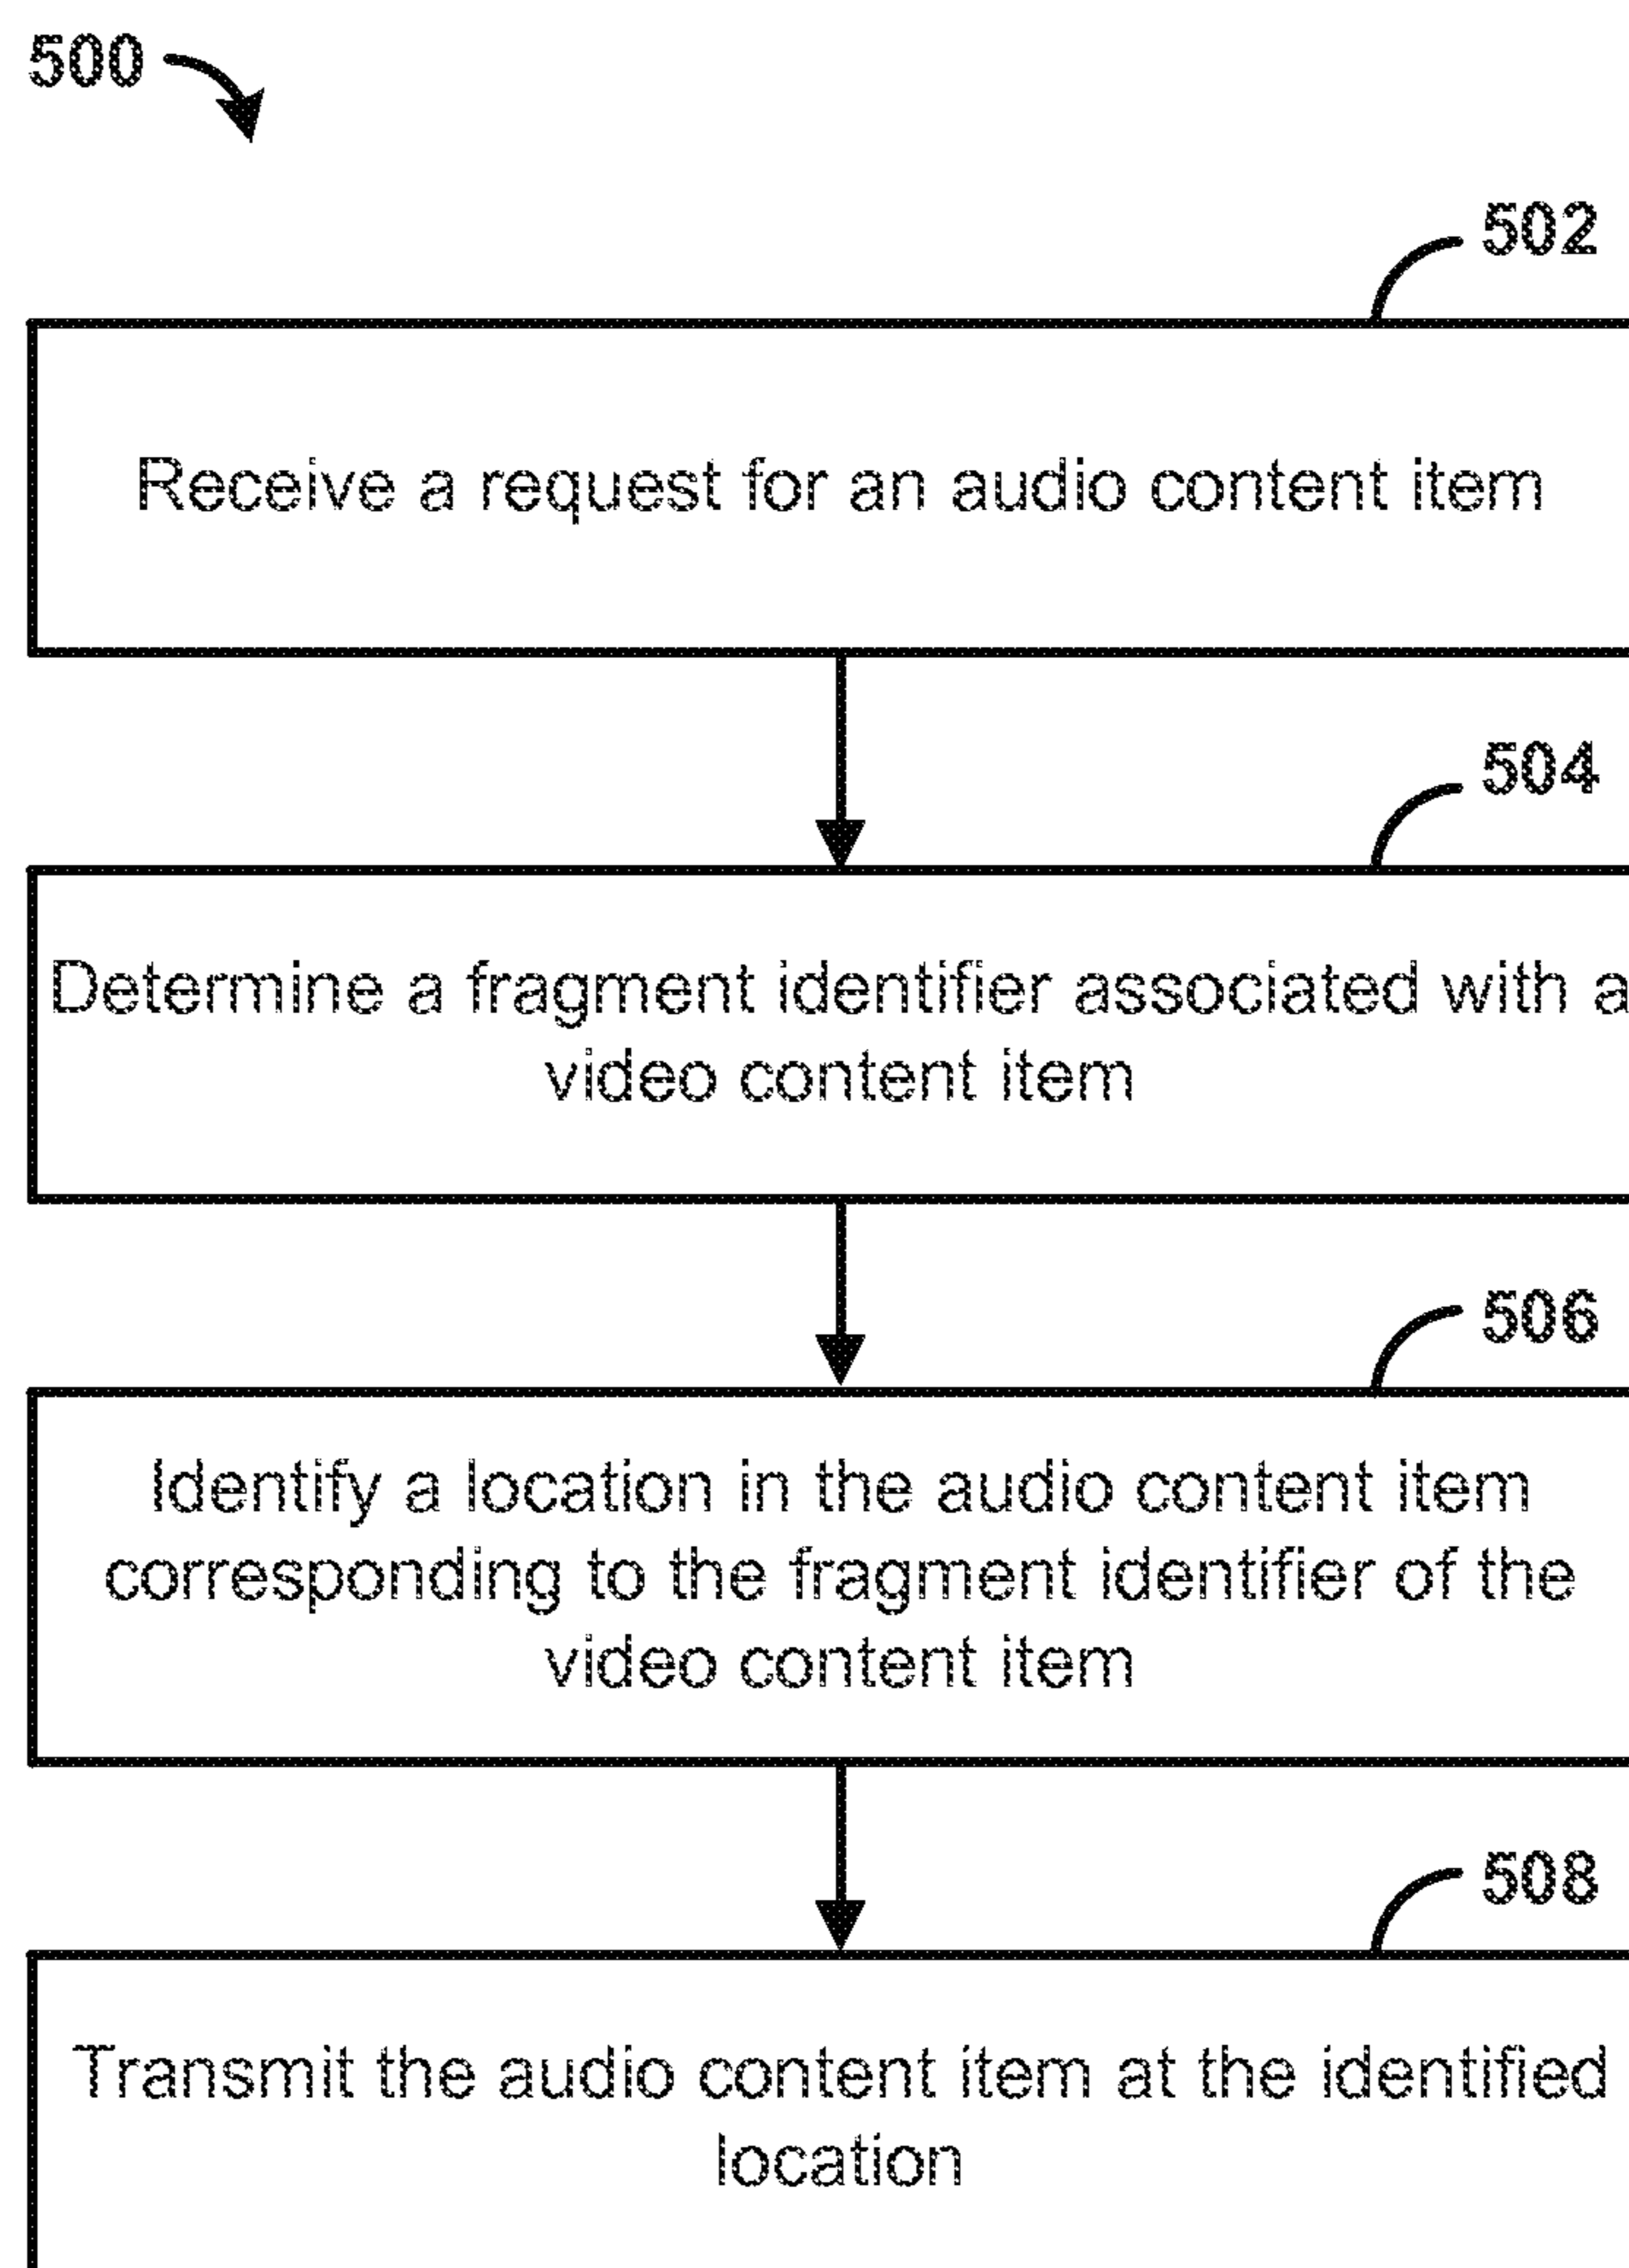 500
502
Receive a request for an audio content item
504
Determine a fragment identifier associated with a
video content item
506
Identify a location in the audio content item
corresponding to the fragment identifier of the
video content item
508
Transmit the audio content item at the identified
location